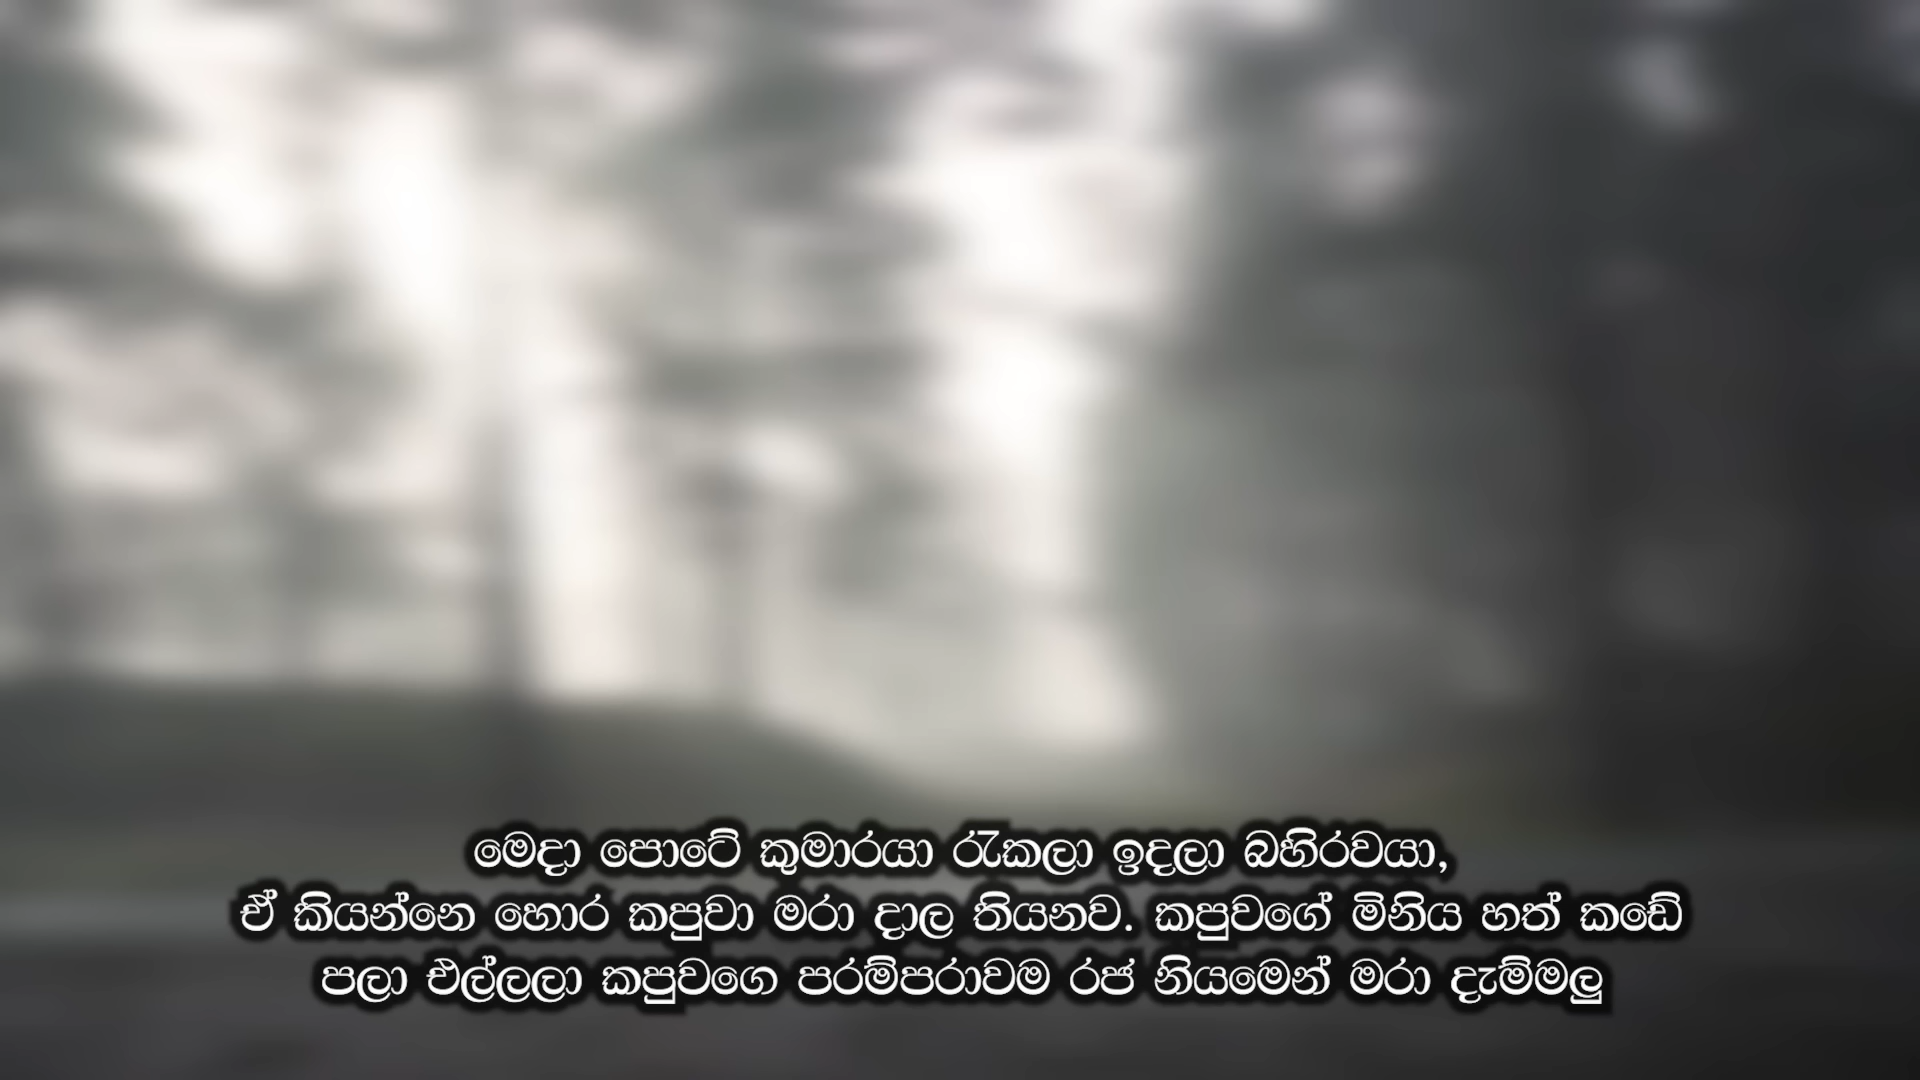 මෙදා පොටේ කුමාරයා රැකලා ඉදලා බහිරවයා,
ඒ කියන්නෙ හොර කපුවා මරා දාල තියනව. කපුවගේ මිනිය හත් කඩේ
පලා එල්ලලා කපුවගෙ පරම්පරාවම රජ නියමෙන් මරා දැම්මලු